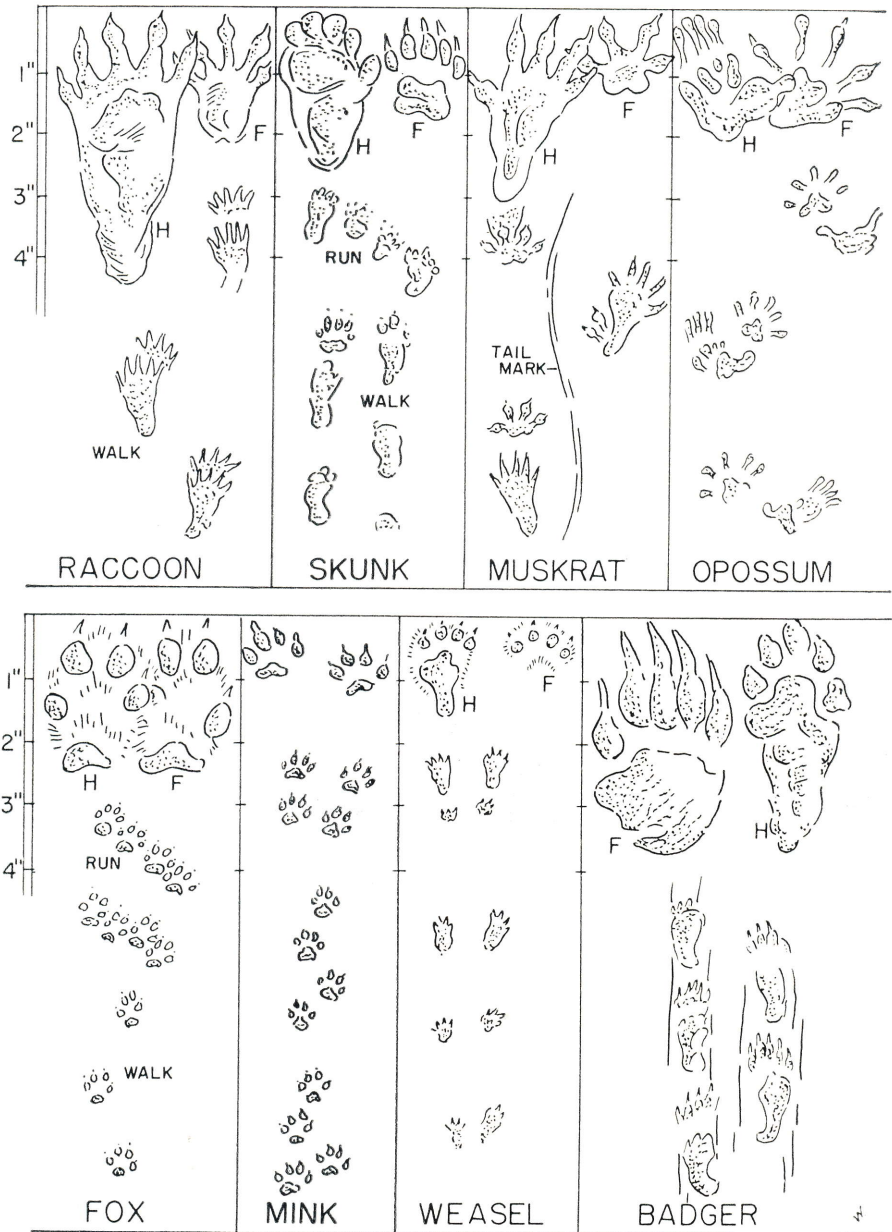 1"
2"
3"
4"
H
F
WALK
RACCOON
H
F
RUN
WALK
SKUNK
H
F
TAIL
MARK
MUSKRAT
H
F
OPOSSUM
1"
2"
3"
4"
H
F
RUN
WALK
FOX
MINK
H
F
WEASEL
F
H
BADGER